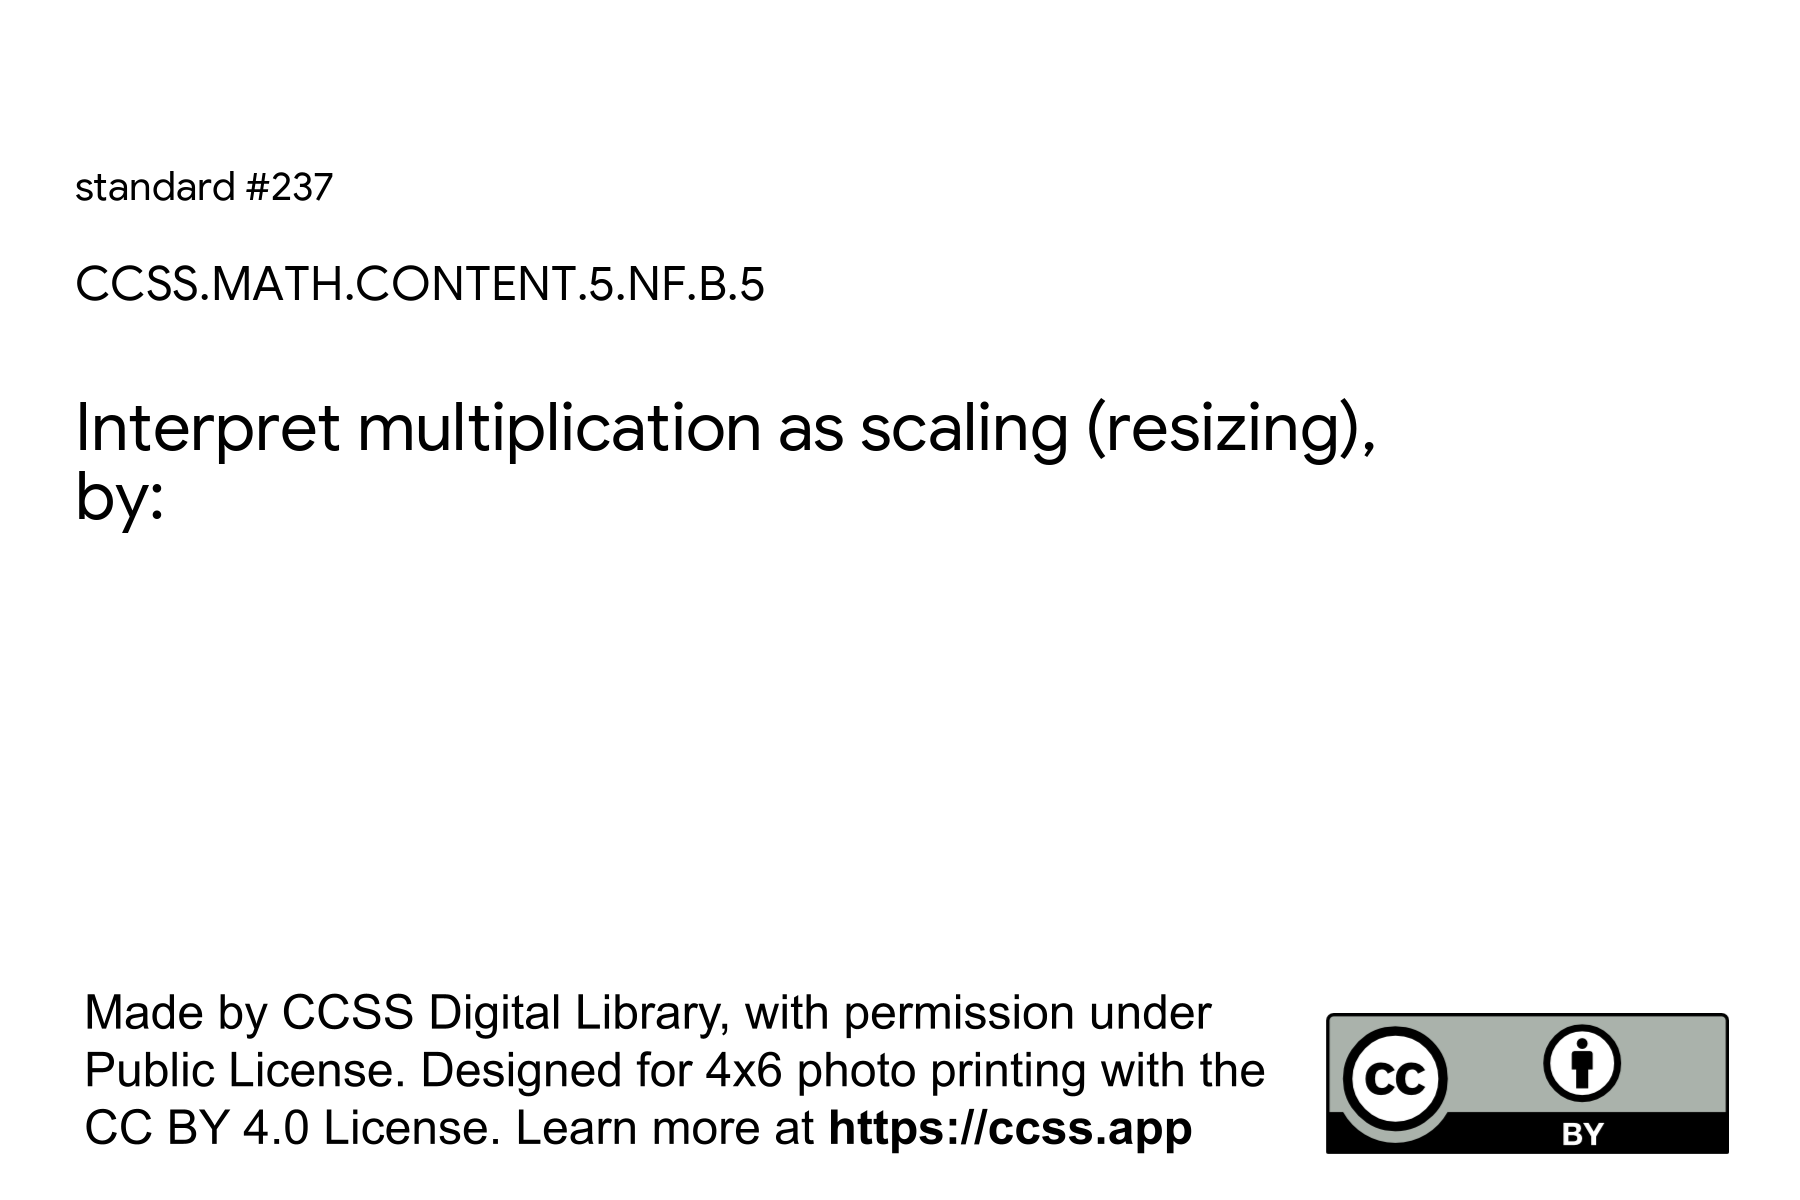 standard #237
CCSS.MATH.CONTENT.5.NF.B.5
Interpret multiplication as scaling (resizing),
by:
Made by CCSS Digital Library, with permission under
Public License. Designed for 4x6 photo printing with the
CC BY 4.0 License. Learn more at https://ccss.app
CC
BY